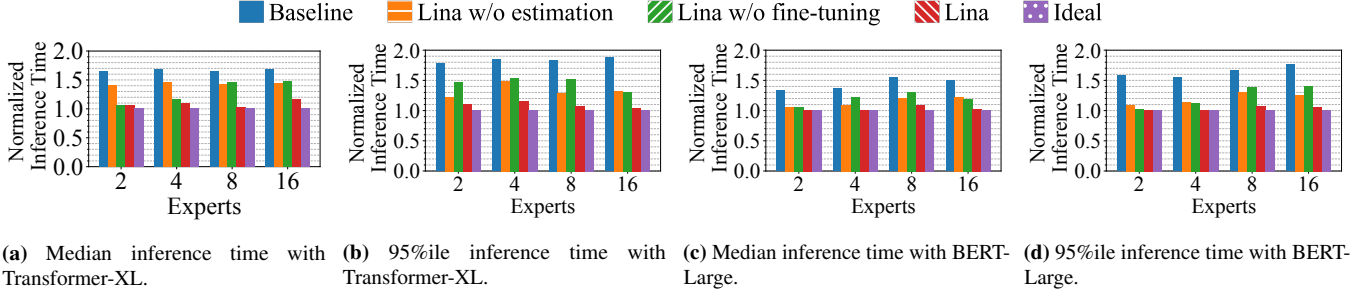 Baseline Lina w/o estimation Lina w/o fine-tuning Lina Ideal
Normalized
Inference Time
2.0
1.5
1.0
0.5
0.0
2 4 8 16
Experts
(a) Median inference time with
Transformer-XL.
Normalized
Inference Time
2.0
1.5
1.0
0.5
0.0
2 4 8 16
Experts
(b) 95%ile inference time with
Transformer-XL.
Normalized
Inference Time
2.0
1.5
1.0
0.5
0.0
2 4 8 16
Experts
(c) Median inference time with BERT-
Large.
Normalized
Inference Time
2.0
1.5
1.0
0.5
0.0
2 4 8 16
Experts
(d) 95%ile inference time with BERT-
Large.